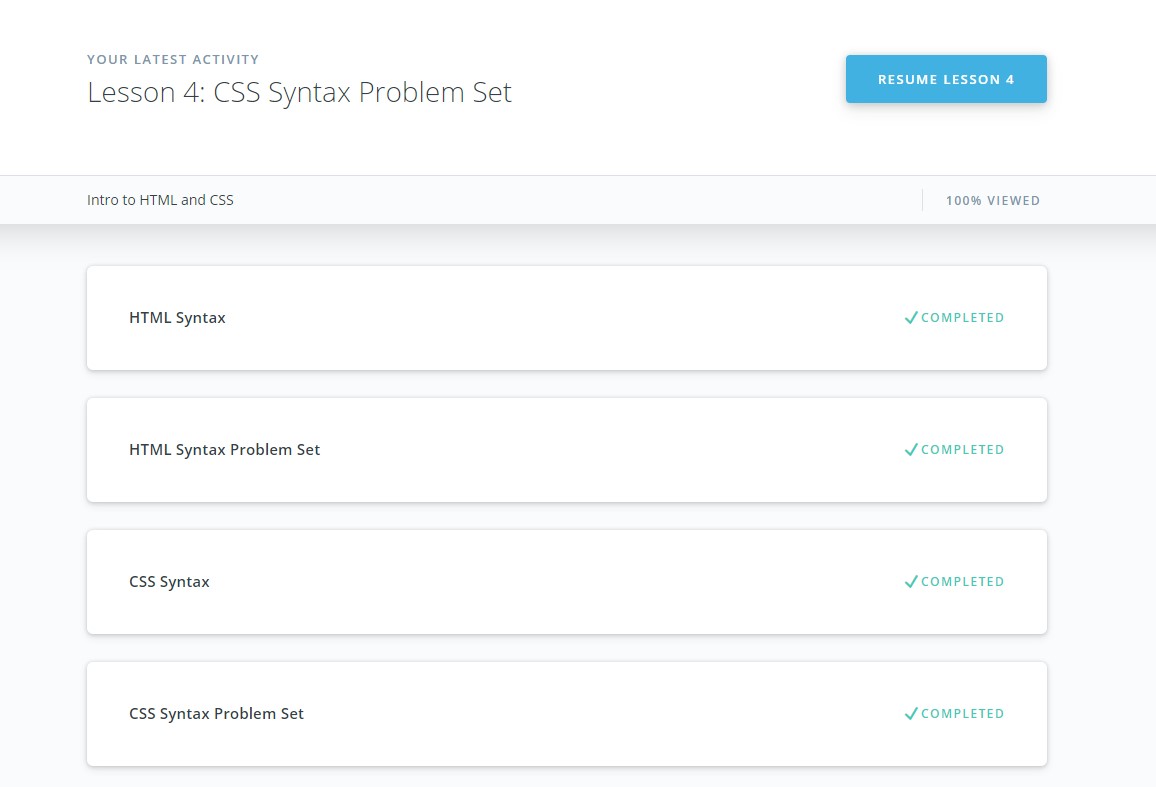 YOUR LATEST ACTIVITY
Lesson 4: CSS Syntax Problem Set
RESUME LESSON 4
Intro to HTML and CSS
100% VIEWED
HTML Syntax
COMPLETED
HTML Syntax Problem Set
COMPLETED
CSS Syntax
COMPLETED
CSS Syntax Problem Set
COMPLETED